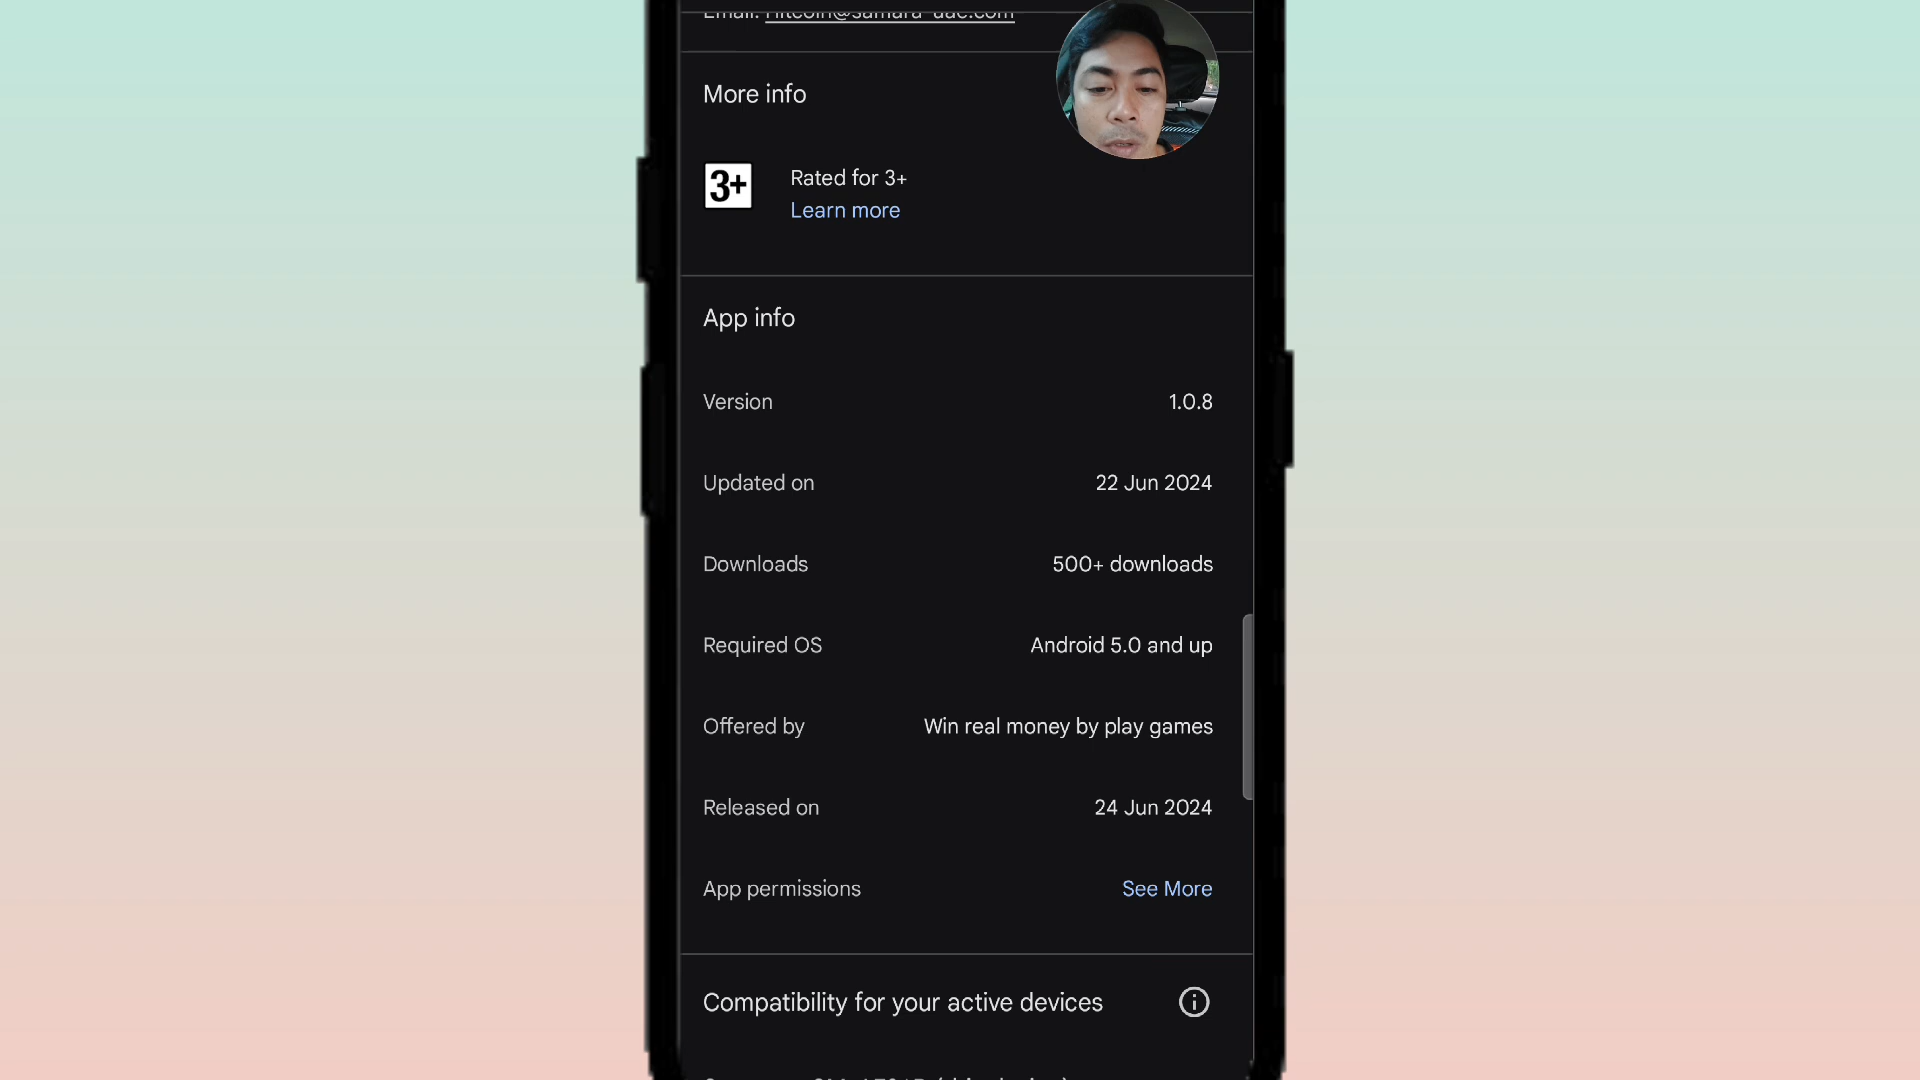 Email:
More info
3+
Rated for 3+
Learn more
App info
Version 1.0.8
Updated on 22 Jun 2024
Downloads 500+ downloads
Required OS Android 5.0 and up
Offered by Win real money by play games
Released on 24 Jun 2024
App permissions See More
Compatibility for your active devices